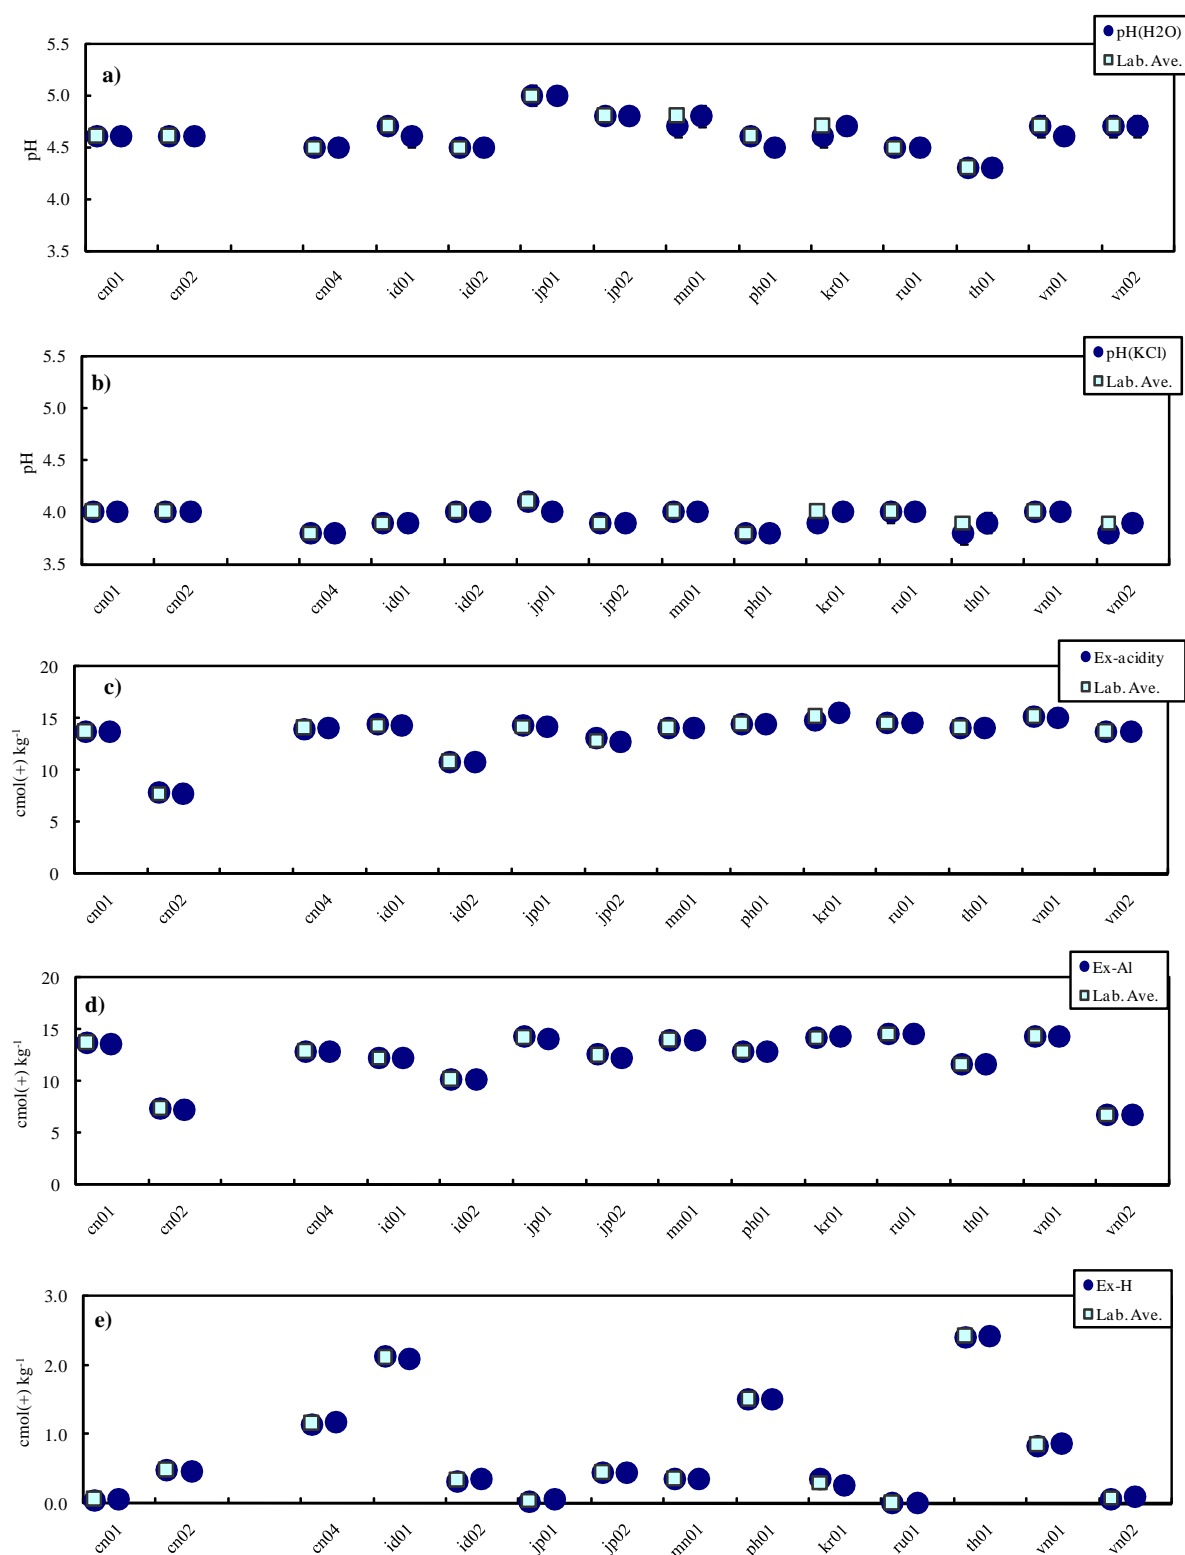 pH(H2O)
Lab. Ave.
a)
5.5
5.0
4.5
4.0
3.5
pH
cn01 cn02 cn04 id01 id02 jp01 jp02 mn01 ph01 kr01 ru01 th01 vn01 vn02
pH(KCl)
Lab. Ave.
b)
5.5
5.0
4.5
4.0
3.5
pH
cn01 cn02 cn04 id01 id02 jp01 jp02 mn01 ph01 kr01 ru01 th01 vn01 vn02
Ex-acidity
Lab. Ave.
c)
20
15
10
5
0
cmol(+) kg-1
cn01 cn02 cn04 id01 id02 jp01 jp02 mn01 ph01 kr01 ru01 th01 vn01 vn02
Ex-Al
Lab. Ave.
d)
20
15
10
5
0
cmol(+) kg-1
cn01 cn02 cn04 id01 id02 jp01 jp02 mn01 ph01 kr01 ru01 th01 vn01 vn02
Ex-H
Lab. Ave.
e)
3.0
2.0
1.0
0.0
cmol(+) kg-1
cn01 cn02 cn04 id01 id02 jp01 jp02 mn01 ph01 kr01 ru01 th01 vn01 vn02